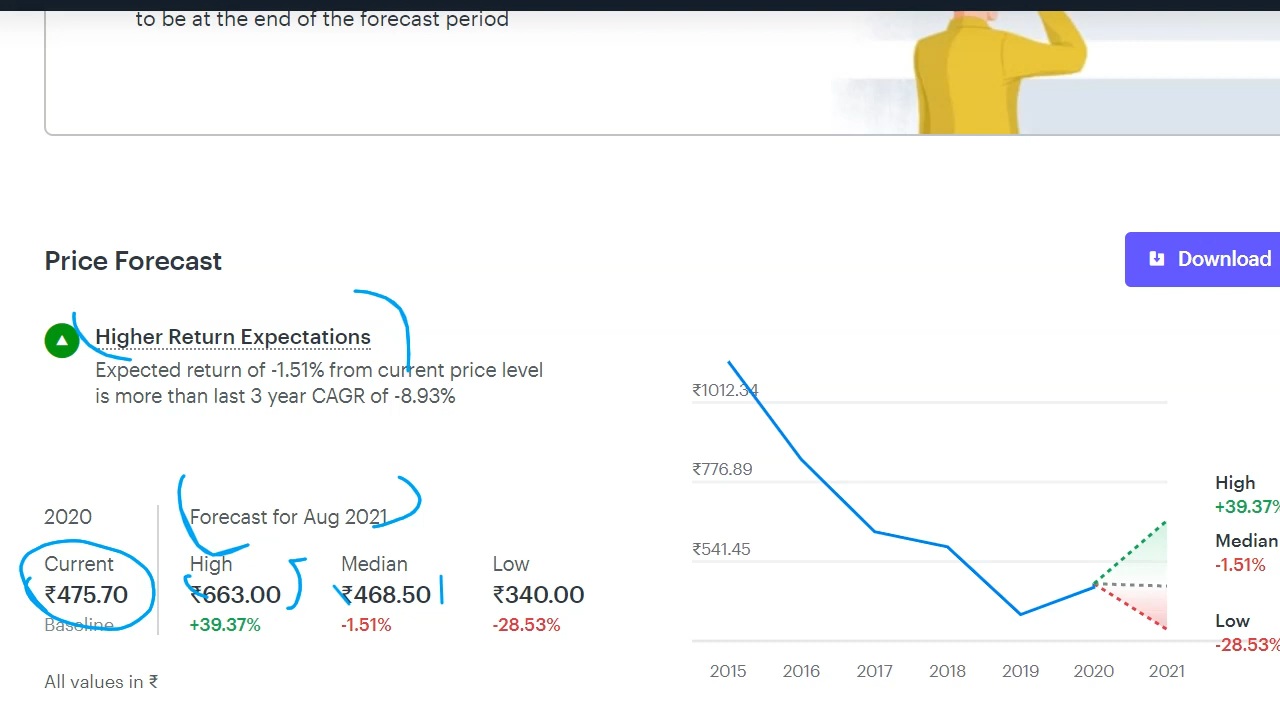 to be at the end of the forecast period
Price Forecast
Download
Higher Return Expectations
Expected return of -1.51% from current price level
is more than last 3 year CAGR of -8.93%
2020
Forecast for Aug 2021
Current
High
Median
Low
₹475.70
₹663.00
₹468.50
₹340.00
Baseline
+39.37%
-1.51%
-28.53%
All values in ₹
₹1012.34
₹776.89
₹541.45
2015
2016
2017
2018
2019
2020
2021
High
+39.37%
Median
-1.51%
Low
-28.53%